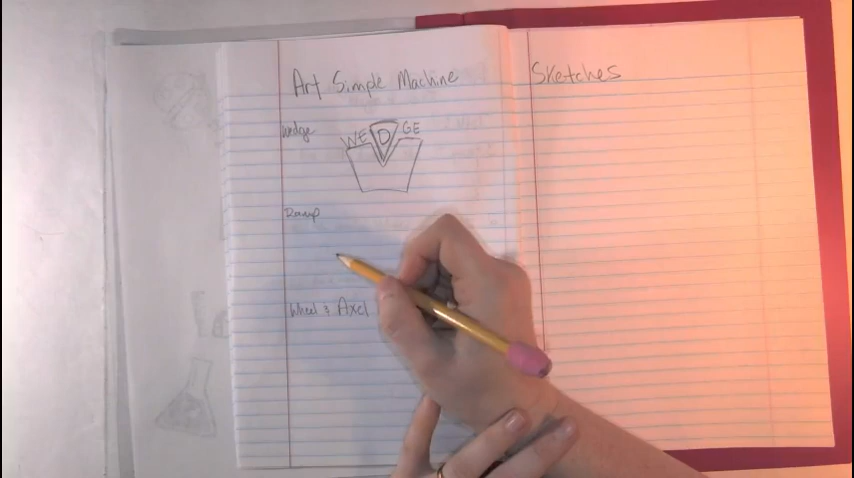 Art Simple Machine
Sketches
Wedge
WEDGE
Ramp
Wheel & Axel